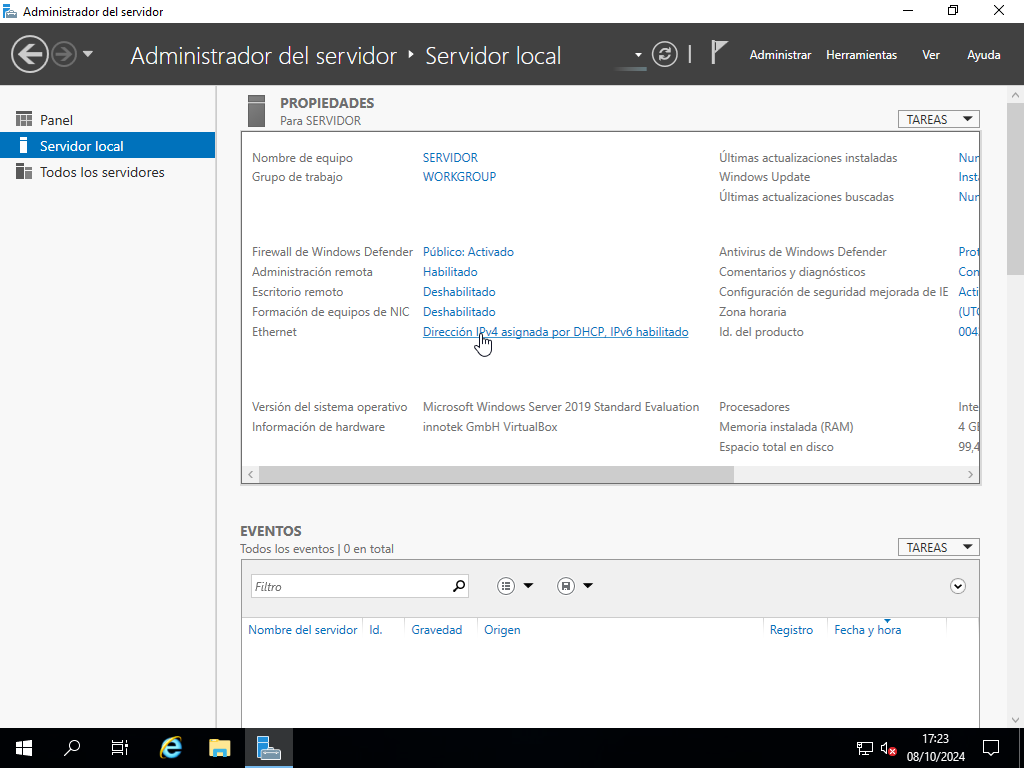 Administrador del servidor
Administrador del servidor ‣ Servidor local
Administrar Herramientas Ver Ayuda
Panel
Servidor local
Todos los servidores
PROPIEDADES
Para SERVIDOR
TAREAS
Nombre de equipo SERVIDOR Últimas actualizaciones instaladas Nun
Grupo de trabajo WORKGROUP Windows Update Inst
Últimas actualizaciones buscadas Nun
Firewall de Windows Defender Público: Activado Antivirus de Windows Defender Prot
Administración remota Habilitado Comentarios y diagnósticos Con
Escritorio remoto Deshabilitado Configuración de seguridad mejorada de IE Acti
Formación de equipos de NIC Deshabilitado Zona horaria (UTC
Ethernet Dirección IPv4 asignada por DHCP, IPv6 habilitado Id. del producto 004
Versión del sistema operativo Microsoft Windows Server 2019 Standard Evaluation Procesadores Inte
Información de hardware innotek GmbH VirtualBox Memoria instalada (RAM) 4 GI
Espacio total en disco 99,4
EVENTOS
Todos los eventos | 0 en total
TAREAS
Filtro
Nombre del servidor Id. Gravedad Origen Registro Fecha y hora
17:23
08/10/2024